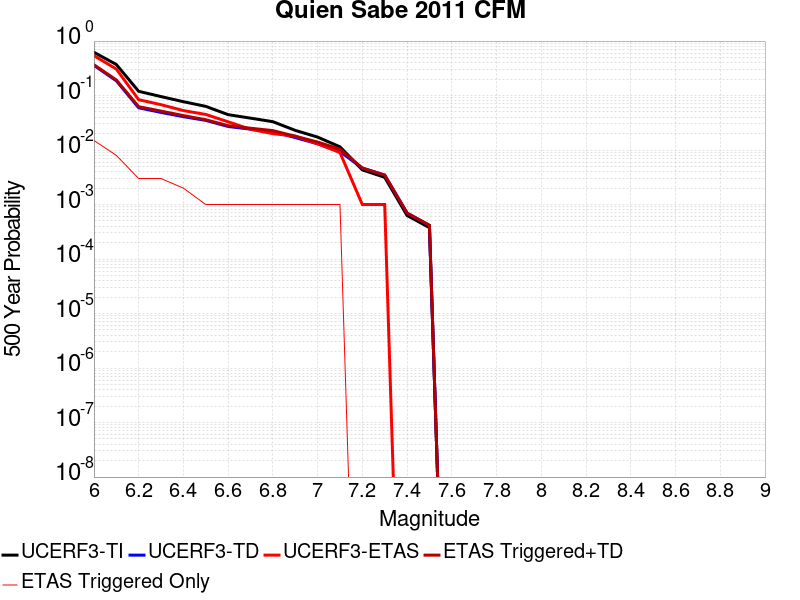 Quien Sabe 2011 CFM
500 Year Probability
10^0
10^-1
10^-2
10^-3
10^-4
10^-5
10^-6
10^-7
10^-8
6 6.2 6.4 6.6 6.8 7 7.2 7.4 7.6 7.8 8 8.2 8.4 8.6 8.8 9
Magnitude
UCERF3-TI UCERF3-TD UCERF3-ETAS ETAS Triggered+TD
ETAS Triggered Only